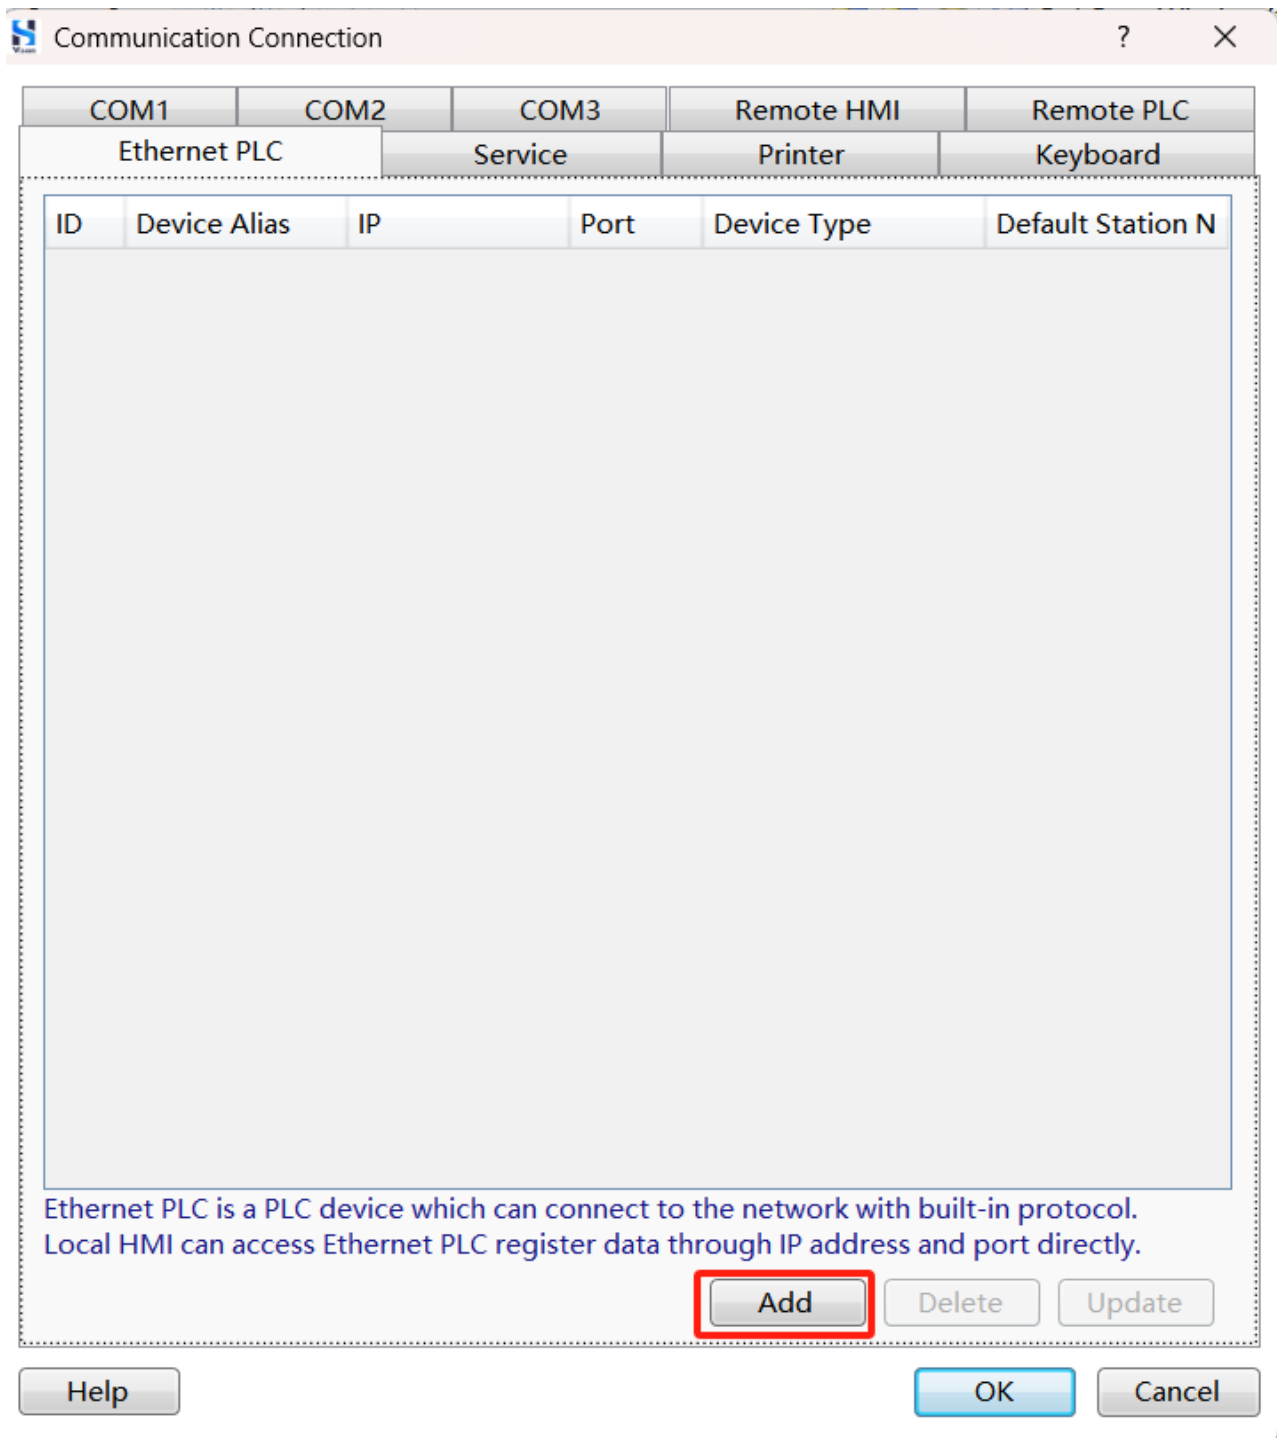 Communication Connection
?
COM1 COM2 COM3 Remote HMI Remote PLC
Ethernet PLC Service Printer Keyboard
ID Device Alias IP Port Device Type Default Station N
Ethernet PLC is a PLC device which can connect to the network with built-in protocol.
Local HMI can access Ethernet PLC register data through IP address and port directly.
Add Delete Update
Help OK Cancel